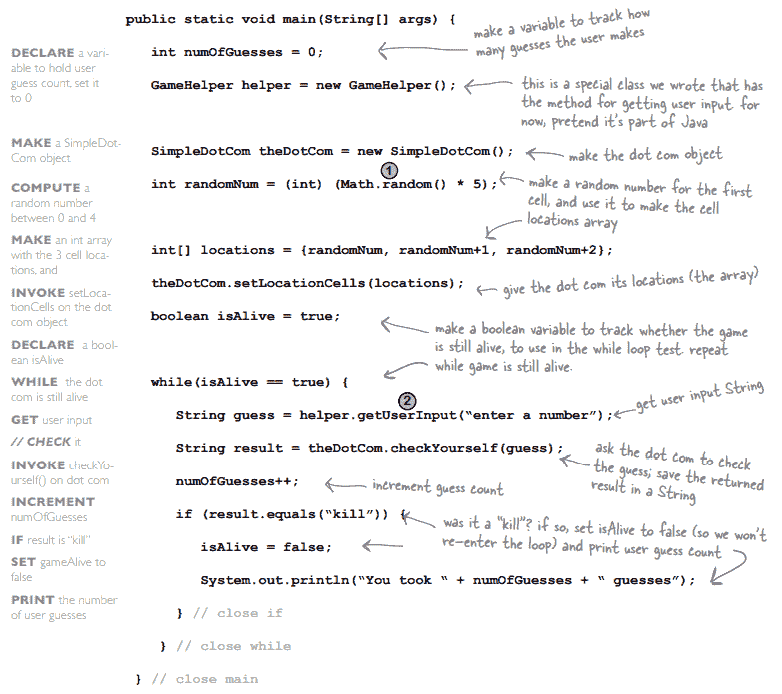 public static void main(String[] args) {
make a variable to track how
many guesses the user makes
DECLARE a vari-
able to hold user
guess count, set it
to 0
int numOfGuesses = 0;
GameHelper helper = new GameHelper();
this is a special class we wrote that has
the method for getting user input. for
now, pretend it's part of Java
MAKE a SimpleDot-
Com object
SimpleDotCom theDotCom = new SimpleDotCom();
make the dot com object
1
COMPUTE a
random number
between 0 and 4
int randomNum = (int) (Math.random() * 5);
make a random number for the first
cell, and use it to make the cell
locations array
MAKE an int array
with the 3 cell loca-
tions, and
int[] locations = {randomNum, randomNum+1, randomNum+2};
INVOKE setLoca-
tionCells on the dot
com object
theDotCom.setLocationCells(locations);
give the dot com its locations (the array)
DECLARE a bool-
ean isAlive
boolean isAlive = true;
make a boolean variable to track whether the game
is still alive, to use in the while loop test. repeat
while game is still alive.
WHILE the dot
com is still alive
while(isAlive == true) {
2
GET user input
String guess = helper.getUserInput(“enter a number”);
get user input String
// CHECK it
INVOKE checkYo-
urself() on dot com
String result = theDotCom.checkYourself(guess);
ask the dot com to check
the guess; save the returned
result in a String
INCREMENT
numOfGuesses
numOfGuesses++;
increment guess count
IF result is “kill”
if (result.equals(“kill”)) {
was it a “kill”? if so, set isAlive to false (so we won't
re-enter the loop) and print user guess count
SET gameAlive to
false
isAlive = false;
PRINT the number
of user guesses
System.out.println(“You took “ + numOfGuesses + “ guesses”);
} // close if
} // close while
} // close main